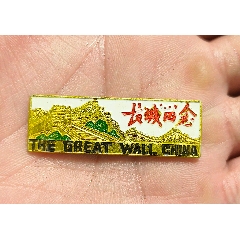 长城留念
THE GREAT WALL CHINA